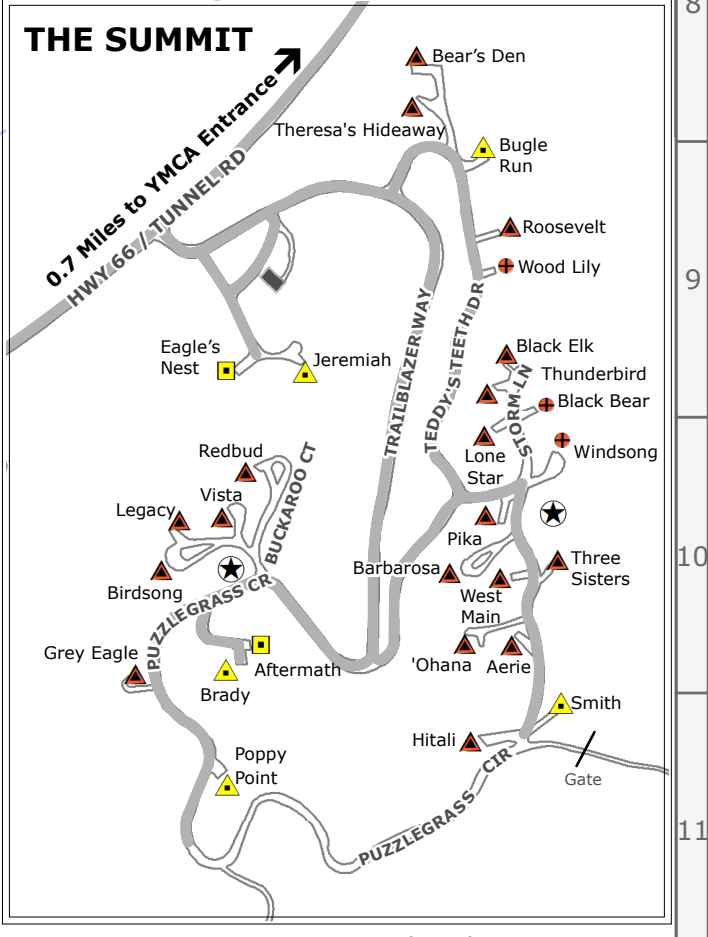 8
THE SUMMIT
0.7 Miles to YMCA Entrance
HWY 66 / TUNNEL RD
Bear's Den
Theresa's Hideaway
Bugle
Run
Roosevelt
Wood Lily
9
Eagle's
Nest
Jeremiah
TRAILBLAZER WAY
TEDDY'S TEETH DR
Black Elk
Thunderbird
Black Bear
STORM LN
Lone
Star
Windsong
Redbud
Vista
Legacy
BUCKAROO CT
Birdsong
Pika
10
Barbarosa
Three
Sisters
West
Main
PUZZLEGRASS CR
Grey Eagle
Aftermath
Brady
'Ohana
Aerie
Smith
Hitali
Poppy
Point
Gate
PUZZLEGRASS CIR
11